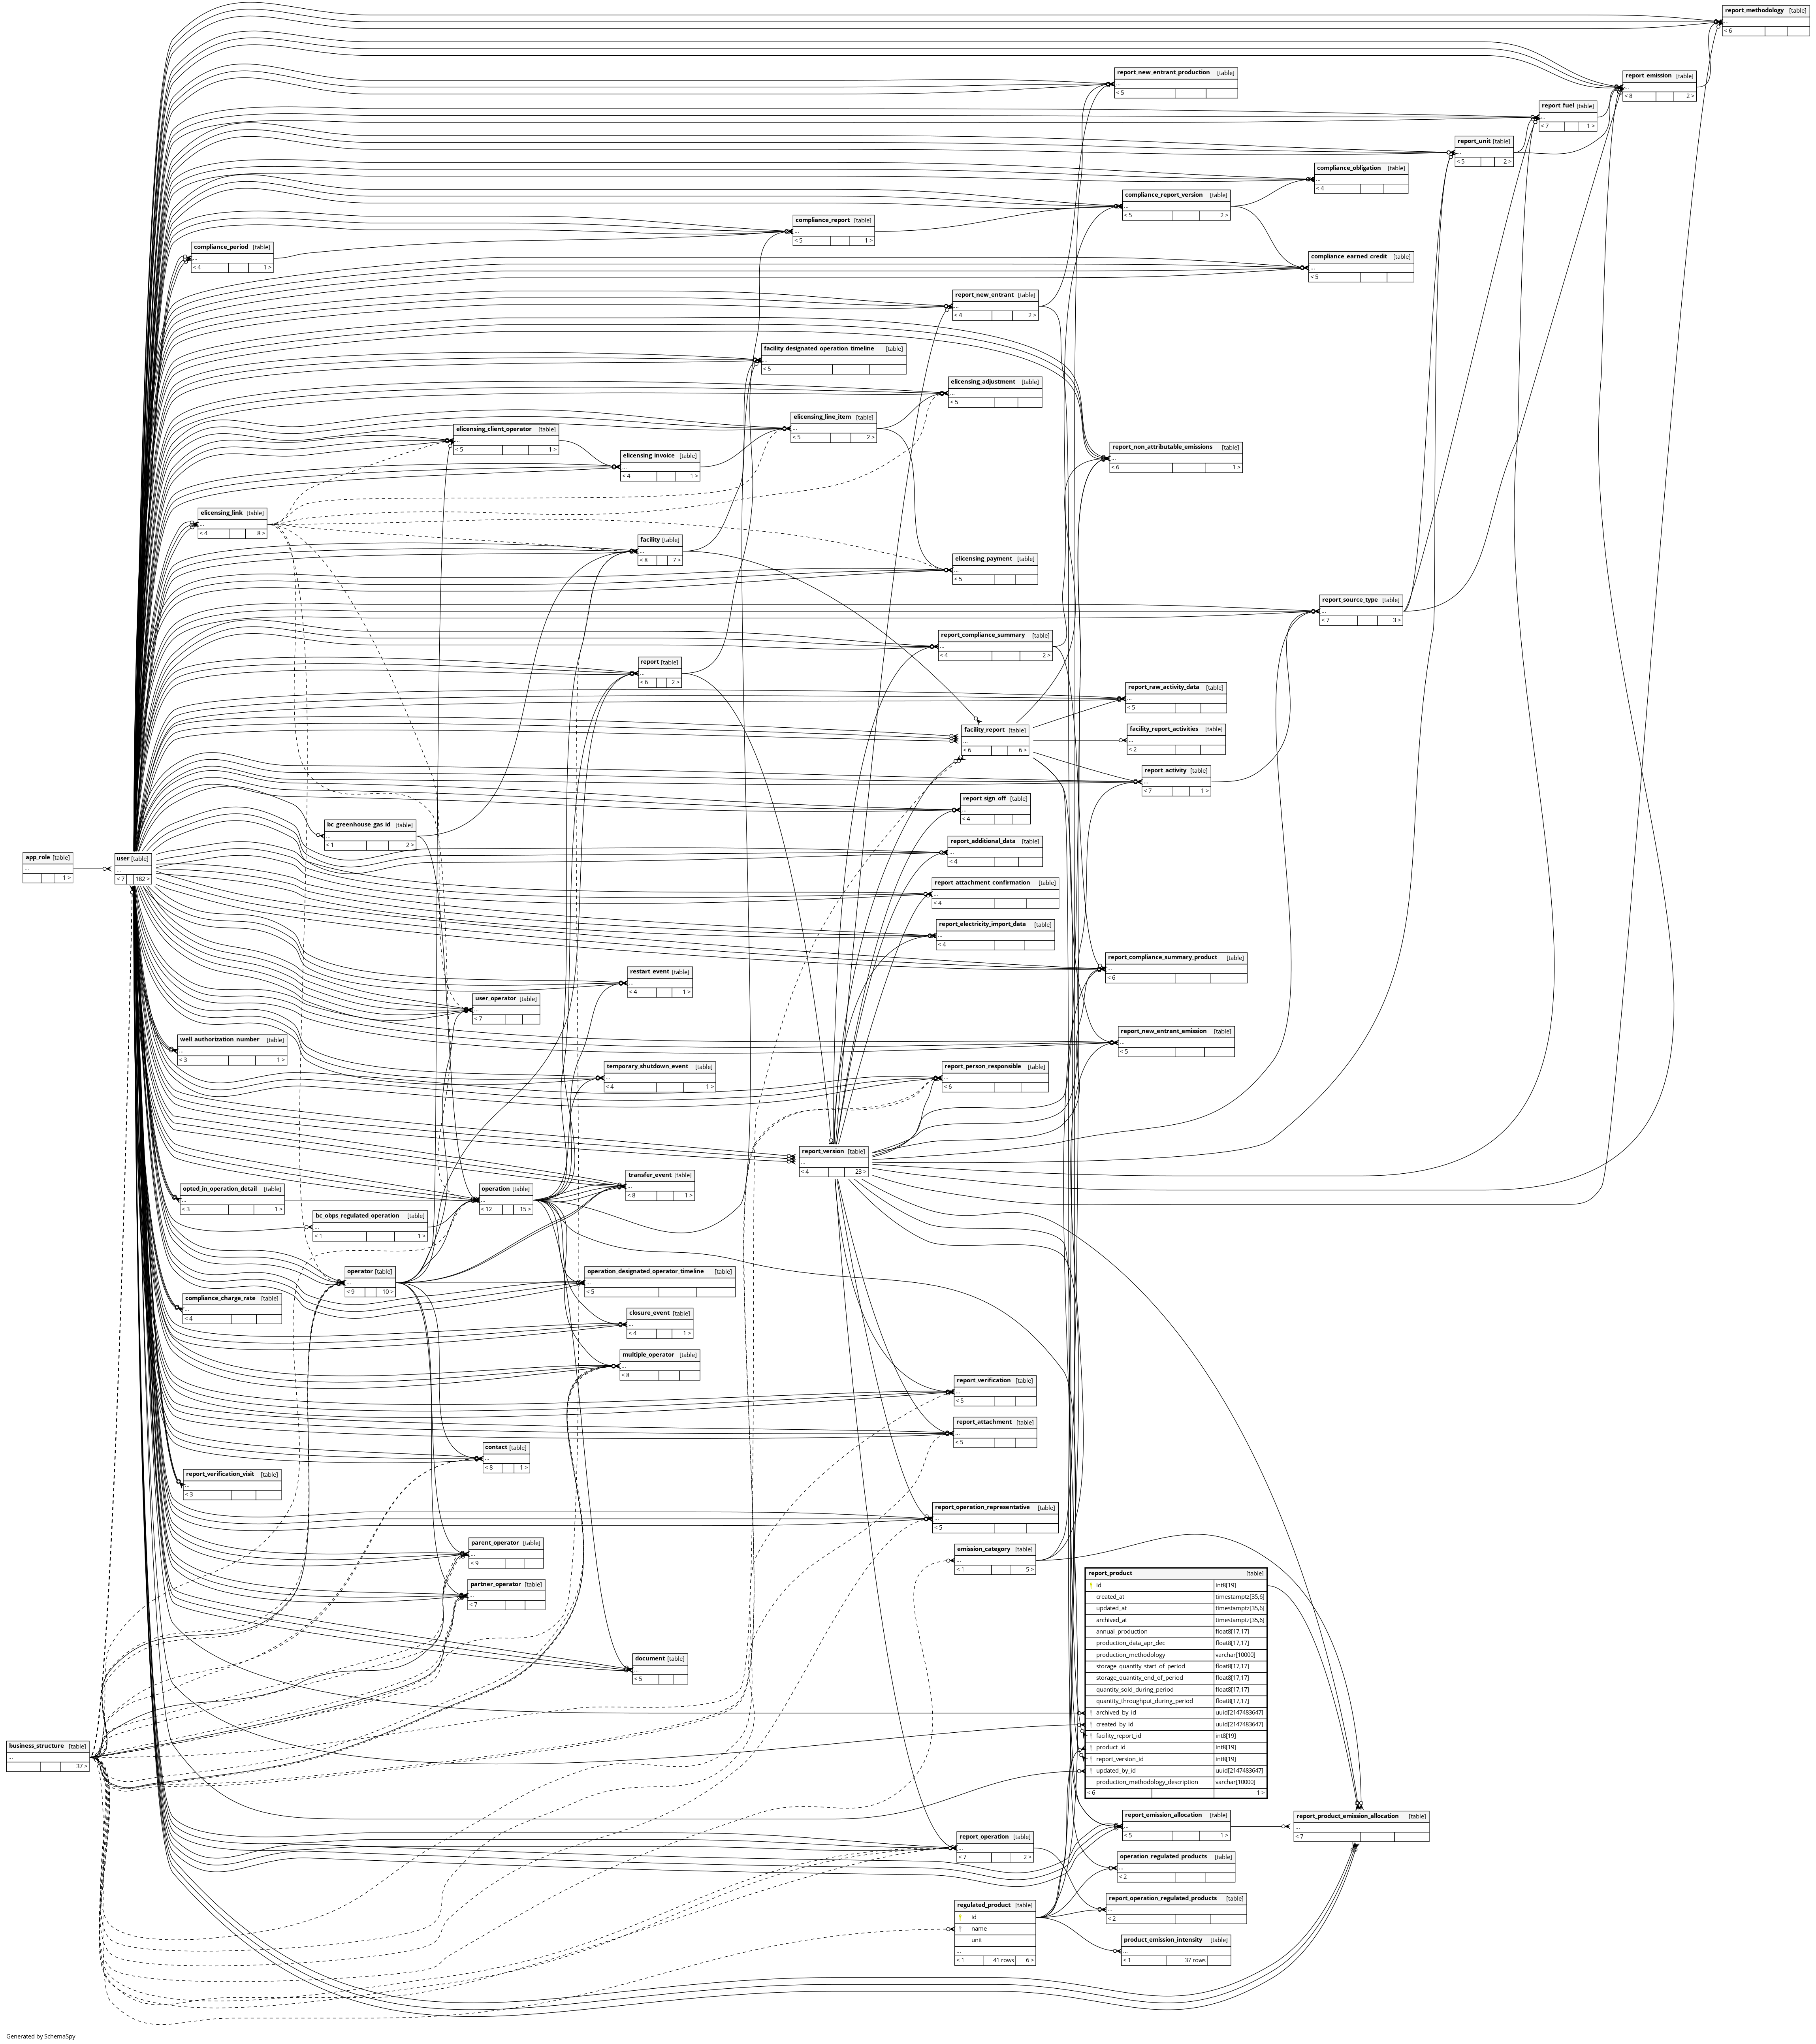 report_methodology [table]
...
< 6
report_new_entrant_production [table]
...
< 5
report_emission [table]
...
< 8 2 >
report_fuel [table]
...
< 7 1 >
report_unit [table]
...
< 5 2 >
compliance_obligation [table]
...
< 4
compliance_report_version [table]
...
< 5 2 >
compliance_report [table]
...
< 5 1 >
compliance_period [table]
...
< 4 1 >
compliance_earned_credit [table]
...
< 5
report_new_entrant [table]
...
< 4 2 >
facility_designated_operation_timeline [table]
...
< 5
elicensing_adjustment [table]
...
< 5
elicensing_line_item [table]
...
< 5 2 >
elicensing_client_operator [table]
...
< 5 1 >
report_non_attributable_emissions [table]
...
< 6 1 >
elicensing_invoice [table]
...
< 4 1 >
elicensing_link [table]
...
< 4 8 >
facility [table]
...
< 8 7 >
elicensing_payment [table]
...
< 5
report_source_type [table]
...
< 7 3 >
report_compliance_summary [table]
...
< 4 2 >
report [table]
...
< 6 2 >
report_raw_activity_data [table]
...
< 5
facility_report [table]
...
< 6 6 >
facility_report_activities [table]
...
< 2
report_activity [table]
...
< 7 1 >
report_sign_off [table]
...
< 4
bc_greenhouse_gas_id [table]
...
< 1 2 >
report_additional_data [table]
...
< 4
app_role [table]
...
1 >
user [table]
...
< 7 182 >
report_attachment_confirmation [table]
...
< 4
report_electricity_import_data [table]
...
< 4
report_compliance_summary_product [table]
...
< 6
restart_event [table]
...
< 4 1 >
user_operator [table]
...
< 7
report_new_entrant_emission [table]
...
< 5
well_authorization_number [table]
...
< 3 1 >
temporary_shutdown_event [table]
...
< 4 1 >
report_person_responsible [table]
...
< 6
report_version [table]
...
< 4 23 >
transfer_event [table]
...
< 8 1 >
opted_in_operation_detail [table]
...
< 3 1 >
operation [table]
...
< 12 15 >
bc_obps_regulated_operation [table]
...
< 1 1 >
operator [table]
...
< 9 10 >
operation_designated_operator_timeline [table]
...
< 5
compliance_charge_rate [table]
...
< 4
closure_event [table]
...
< 4 1 >
multiple_operator [table]
...
< 8
report_verification [table]
...
< 5
report_attachment [table]
...
< 5
contact [table]
...
< 8 1 >
report_verification_visit [table]
...
< 3
report_operation_representative [table]
...
< 5
parent_operator [table]
...
< 9
emission_category [table]
...
< 1 5 >
partner_operator [table]
...
< 7
report_product [table]
id int8[19]
created_at timestamptz[35,6]
updated_at timestamptz[35,6]
archived_at timestamptz[35,6]
annual_production float8[17,17]
production_data_apr_dec float8[17,17]
production_methodology varchar[10000]
storage_quantity_start_of_period float8[17,17]
storage_quantity_end_of_period float8[17,17]
quantity_sold_during_period float8[17,17]
quantity_throughput_during_period float8[17,17]
archived_by_id uuid[2147483647]
created_by_id uuid[2147483647]
facility_report_id int8[19]
product_id int8[19]
report_version_id int8[19]
updated_by_id uuid[2147483647]
production_methodology_description varchar[10000]
< 6 1 >
document [table]
...
< 5
business_structure [table]
...
37 >
report_emission_allocation [table]
...
< 5 1 >
report_product_emission_allocation [table]
...
< 7
report_operation [table]
...
< 7 2 >
operation_regulated_products [table]
...
< 2
report_operation_regulated_products [table]
...
< 2
regulated_product [table]
id
name
unit
...
< 1 41 rows 6 >
product_emission_intensity [table]
...
< 1 37 rows
Generated by SchemaSpy